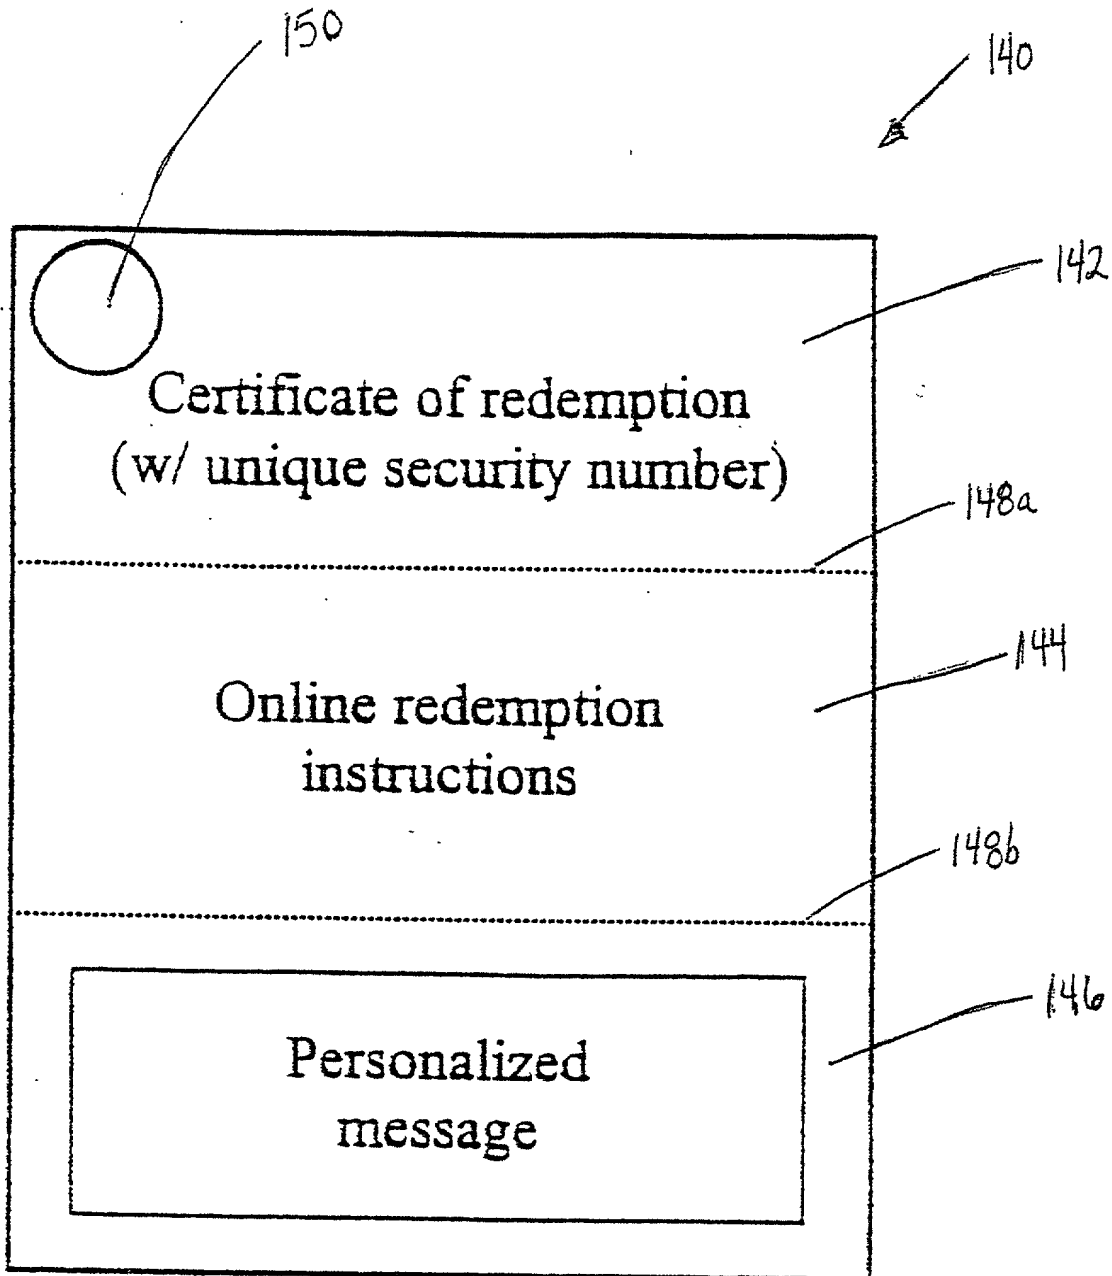 150
140
142
Certificate of redemption
(w/ unique security number)
148a
144
Online redemption
instructions
148b
146
Personalized
message